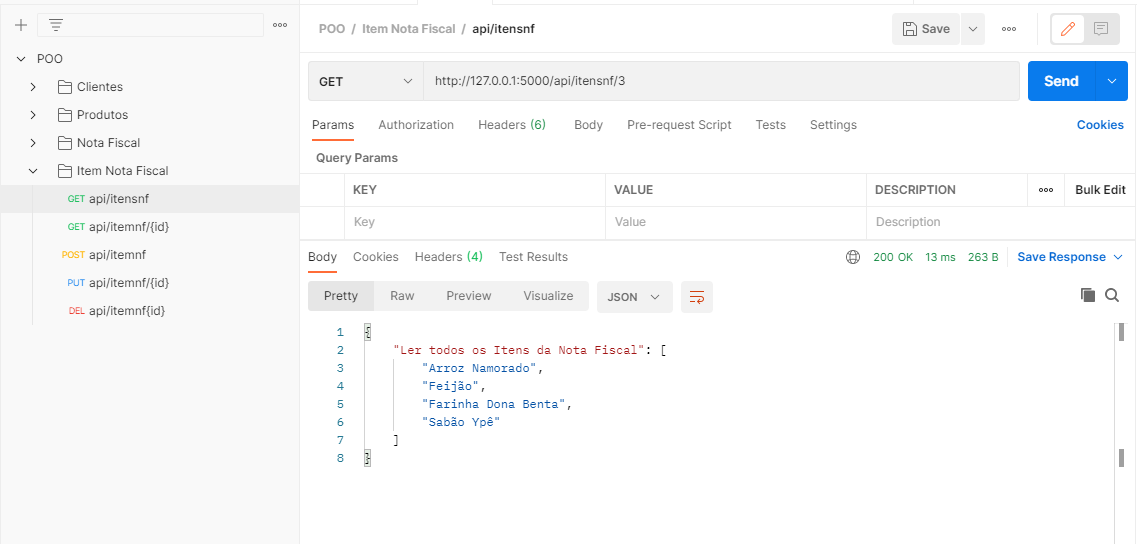 POO
Clientes
Produtos
Nota Fiscal
Item Nota Fiscal
GET api/itensnf
GET api/itemnf/{id}
POST api/itemnf
PUT api/itemnf/{id}
DEL api/itemnf{id}
POO / Item Nota Fiscal / api/itensnf
Save
GET http://127.0.0.1:5000/api/itensnf/3 Send
Params Authorization Headers (6) Body Pre-request Script Tests Settings Cookies
Query Params
KEY VALUE DESCRIPTION Bulk Edit
Key Value Description
Body Cookies Headers (4) Test Results 200 OK 13 ms 263 B Save Response
Pretty Raw Preview Visualize JSON
1 {
2 "Ler todos os Itens da Nota Fiscal": [
3 "Arroz Namorado",
4 "Feijão",
5 "Farinha Dona Benta",
6 "Sabão Ypê"
7 ]
8 }